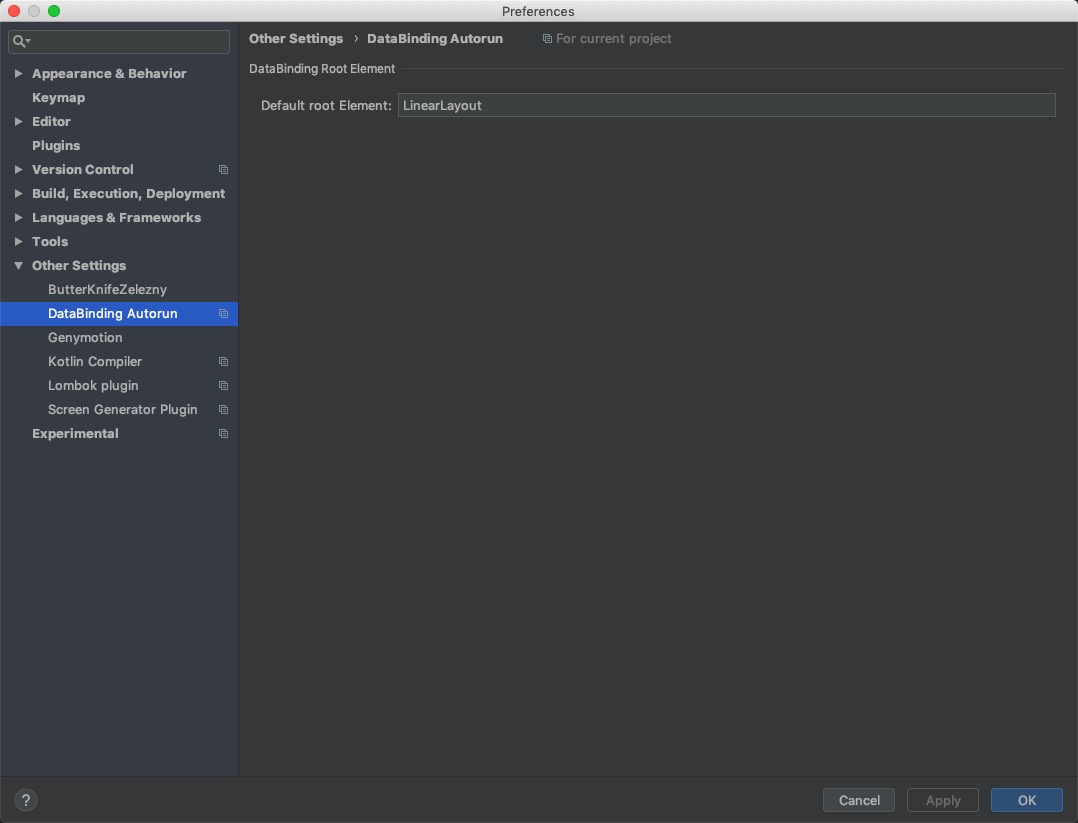 Preferences
Appearance & Behavior
Keymap
Editor
Plugins
Version Control
Build, Execution, Deployment
Languages & Frameworks
Tools
Other Settings
ButterKnifeZelezny
DataBinding Autorun
Genymotion
Kotlin Compiler
Lombok plugin
Screen Generator Plugin
Experimental
Other Settings › DataBinding Autorun For current project
DataBinding Root Element
Default root Element: LinearLayout
? Cancel Apply OK